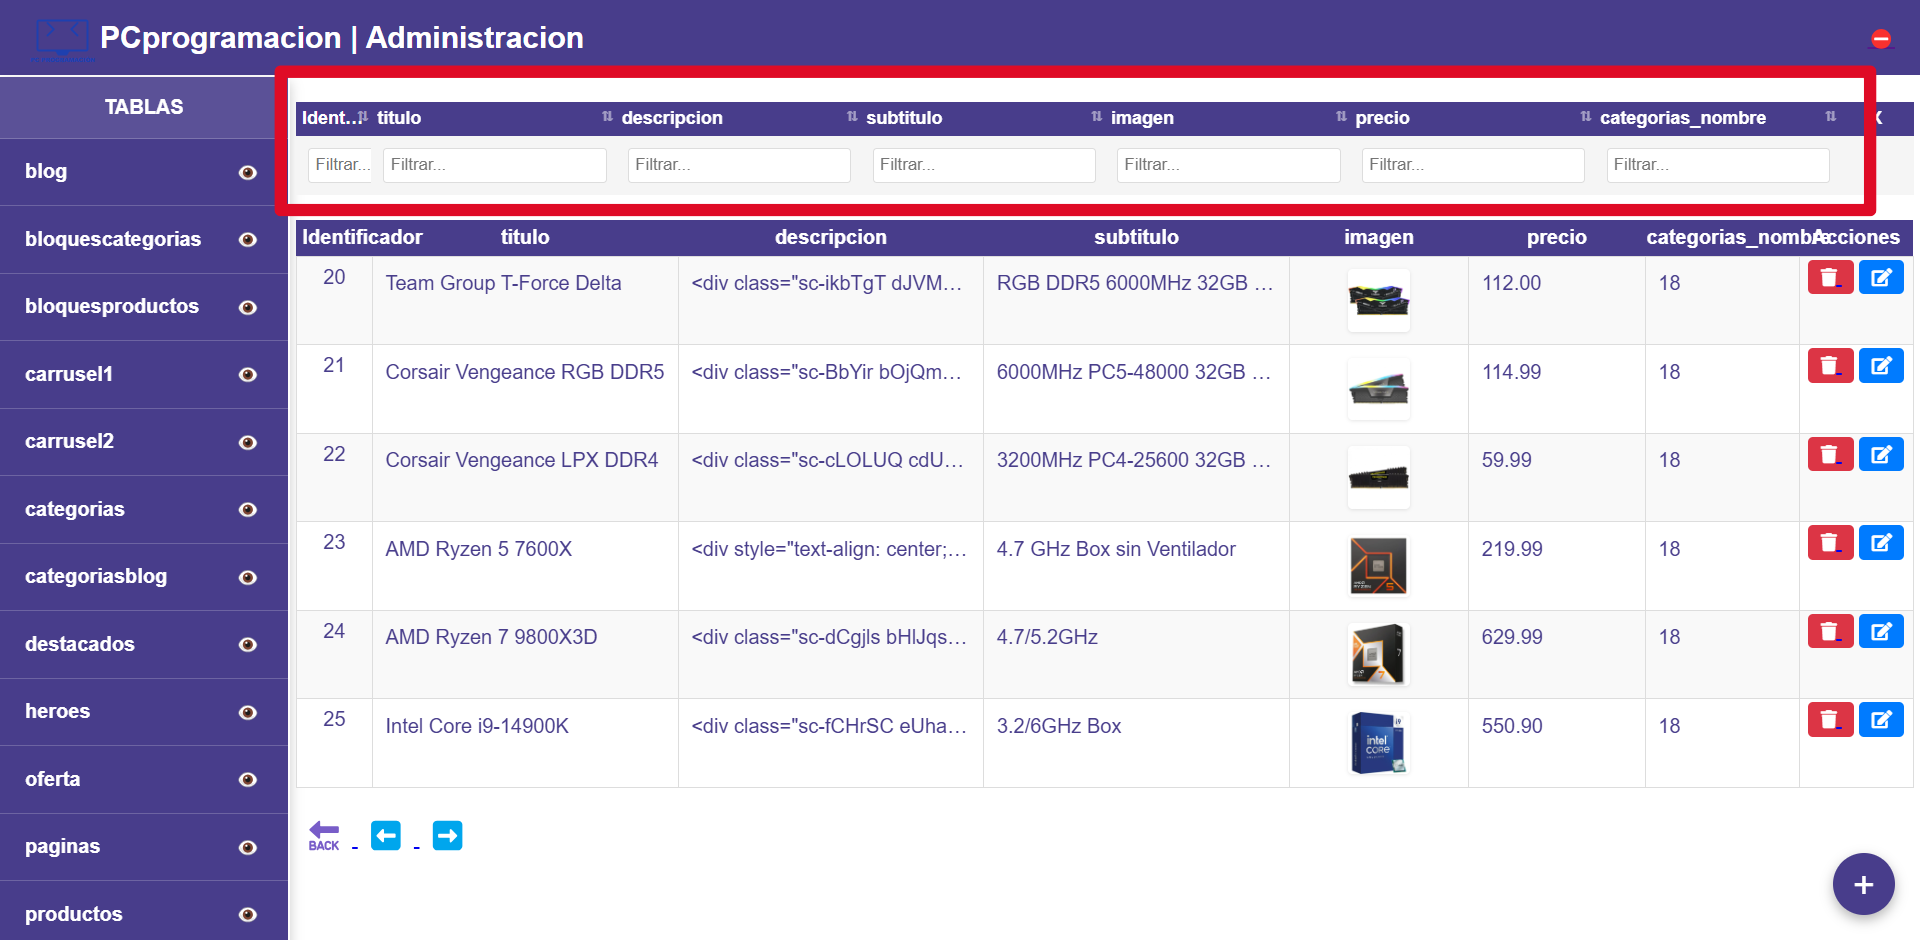 PCprogramacion | Administracion
TABLAS
blog
bloquescategorias
bloquesproductos
carrusel1
carrusel2
categorias
categoriasblog
destacados
heroes
oferta
paginas
productos
Ident... titulo descripcion subtitulo imagen precio categorias_nombre
Filtrar... Filtrar... Filtrar... Filtrar... Filtrar... Filtrar... Filtrar...
Identificador titulo descripcion subtitulo imagen precio categorias_nombre Acciones
20 Team Group T-Force Delta <div class="sc-ikbTgT dJVM... RGB DDR5 6000MHz 32GB ... 112.00 18
21 Corsair Vengeance RGB DDR5 <div class="sc-BbYir bOjQm... 6000MHz PC5-48000 32GB ... 114.99 18
22 Corsair Vengeance LPX DDR4 <div class="sc-cLOLUQ cdU... 3200MHz PC4-25600 32GB ... 59.99 18
23 AMD Ryzen 5 7600X <div style="text-align: center;... 4.7 GHz Box sin Ventilador 219.99 18
24 AMD Ryzen 7 9800X3D <div class="sc-dCgjls bHlJqs... 4.7/5.2GHz 629.99 18
25 Intel Core i9-14900K <div class="sc-fCHrSC eUha... 3.2/6GHz Box 550.90 18
intel
CORE
i9
BACK
+